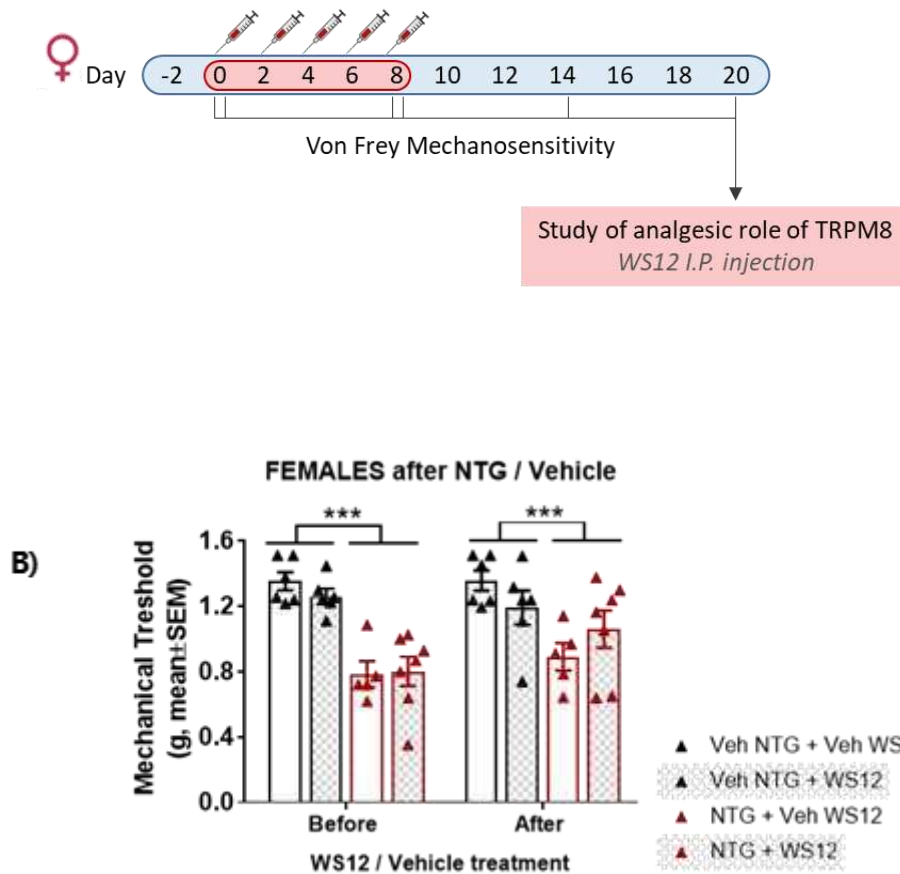 Day -2 0 2 4 6 8 10 12 14 16 18 20
Von Frey Mechanosensitivity
Study of analgesic role of TRPM8
WS12 I.P. injection
B)
FEMALES after NTG / Vehicle
Mechanical Treshold
(g, mean±SEM)
*** ***
1.6
1.2
0.8
0.4
0.0
Before After
WS12 / Vehicle treatment
Veh NTG + Veh WS
Veh NTG + WS12
NTG + Veh WS12
NTG + WS12